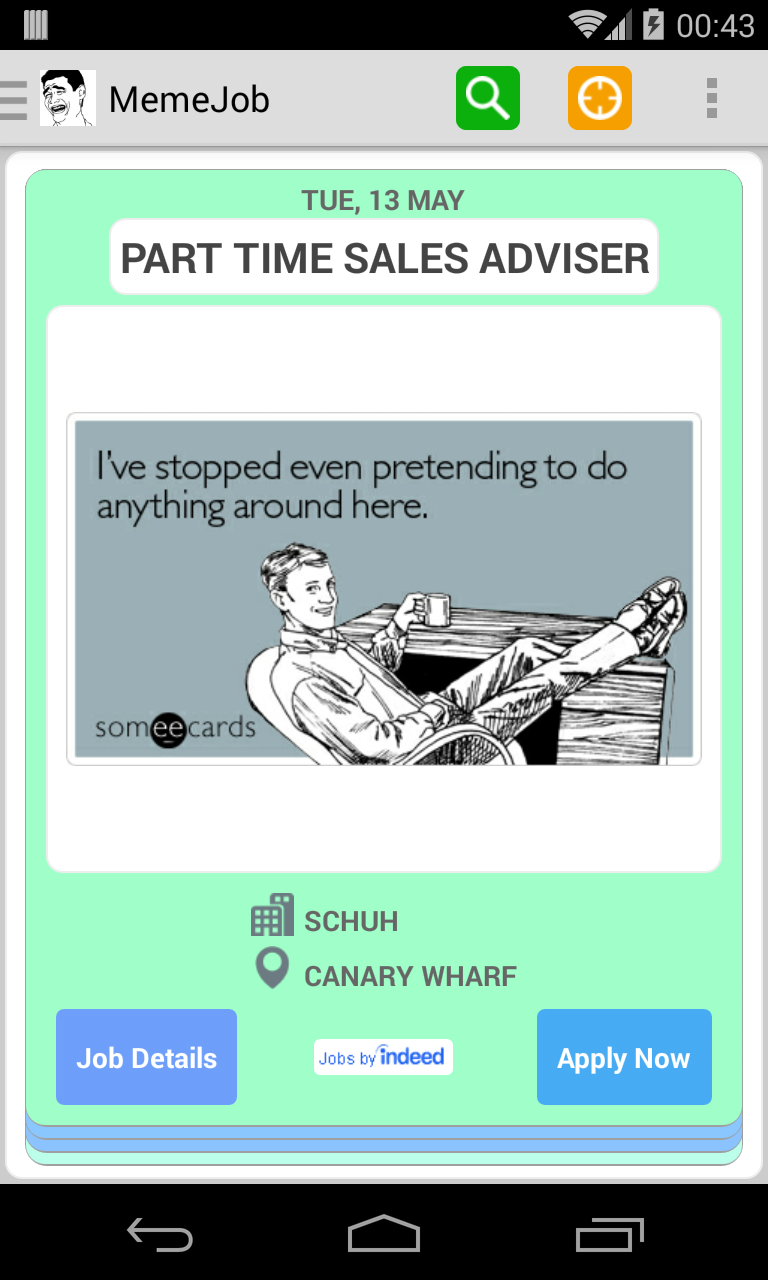 00:43
MemeJob
TUE, 13 MAY
PART TIME SALES ADVISER
I've stopped even pretending to do
anything around here.
someecards
SCHUH
CANARY WHARF
Job Details
Jobs by indeed
Apply Now